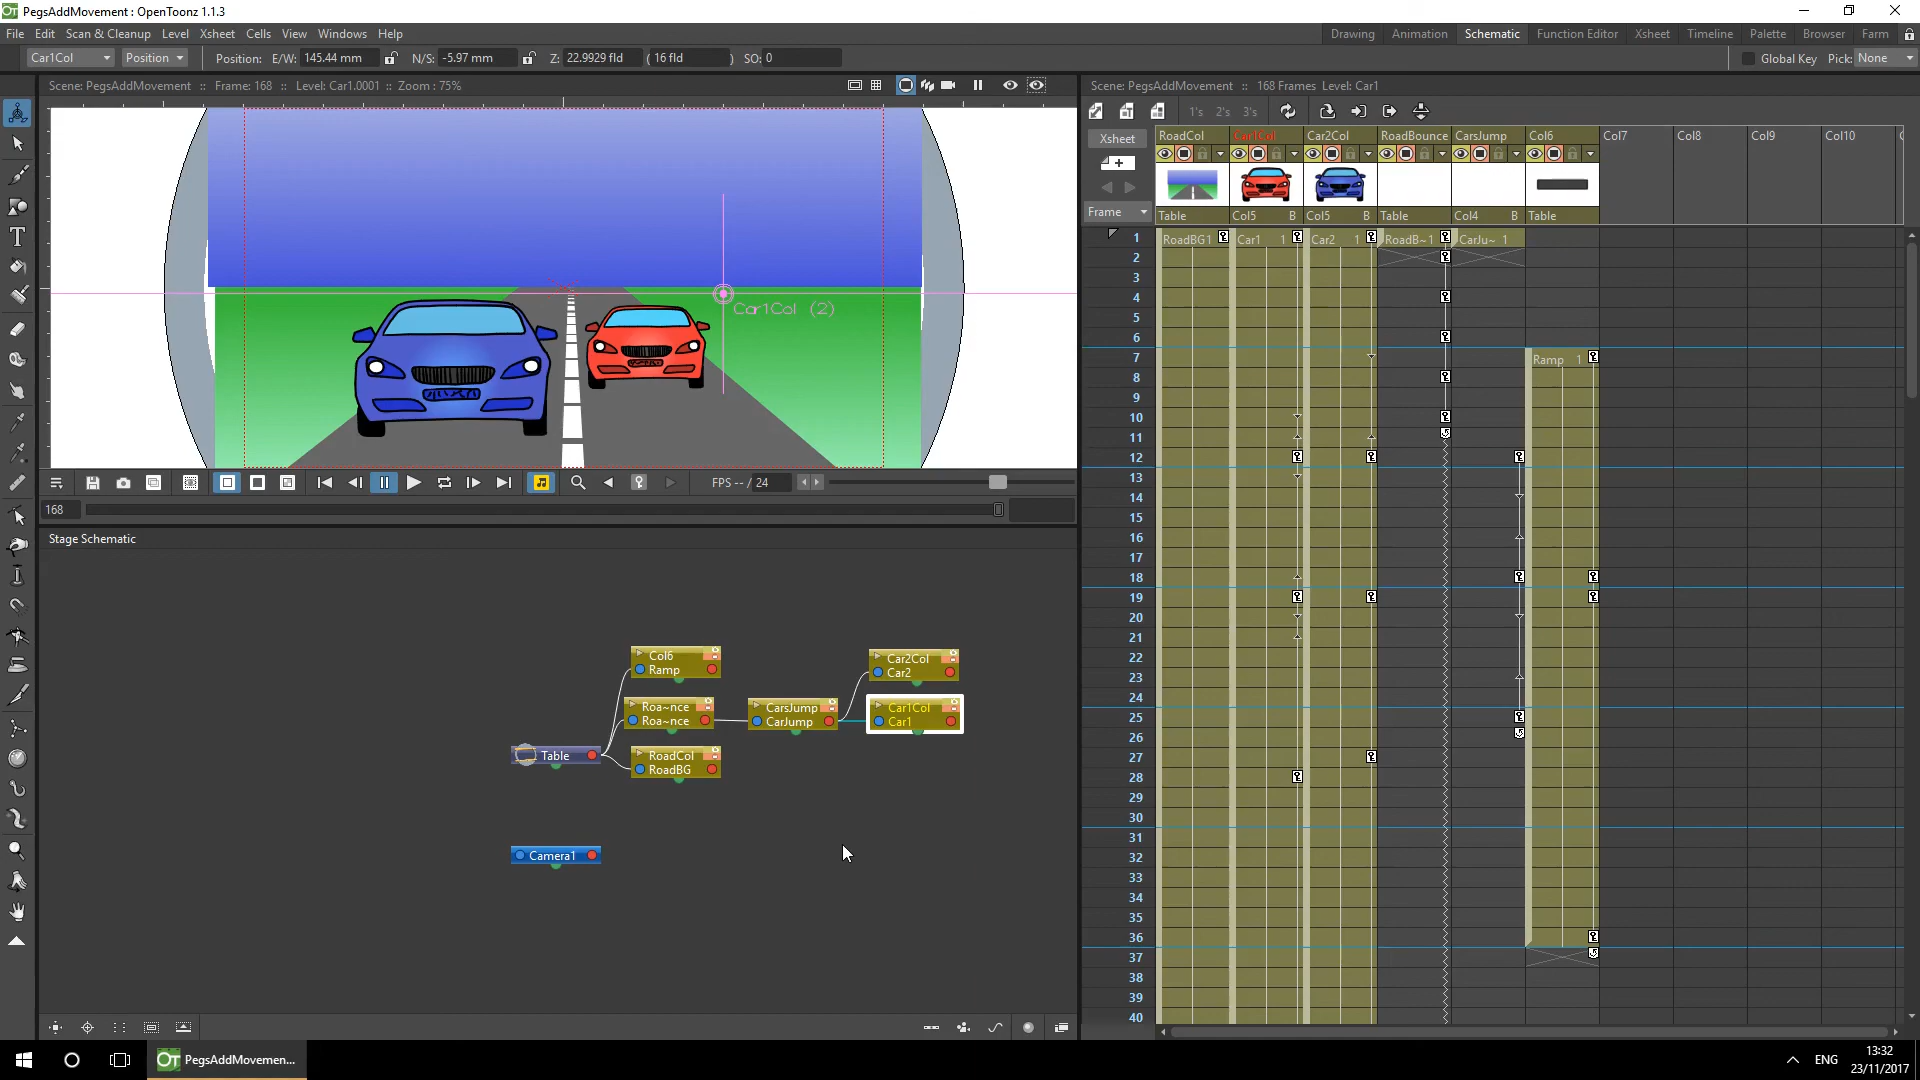 PegsAddMovement : OpenToonz 1.1.3
File Edit Scan & Cleanup Level Xsheet Cells View Windows Help
Drawing Animation Schematic Function Editor Xsheet Timeline Palette Browser Farm
Car1Col Position Position: E/W: 145.44 mm N/S: -5.97 mm Z: 22.9929 fld ( 16 fld ) SO: 0
Global Key Pick: None
Scene: PegsAddMovement :: Frame: 168 :: Level: Car1.0001 :: Zoom : 75%
Car1Col (2)
FPS -- / 24
168
Stage Schematic
Col6
Ramp
Roa~nce
Roa~nce
RoadCol
RoadBG
Table
CarsJump
CarJump
Car2Col
Car2
Car1Col
Car1
Camera1
Scene: PegsAddMovement :: 168 Frames Level: Car1
1's 2's 3's
Xsheet
Frame
RoadCol Car1Col Car2Col RoadBounce CarsJump Col6 Col7 Col8 Col9 Col10
Table Col5 B Col5 B Table Col4 B Table
1 RoadBG1 Car1 1 Car2 1 RoadB~1 CarJu~ 1
2
3
4
5
6
7 Ramp 1
8
9
10
11
12
13
14
15
16
17
18
19
20
21
22
23
24
25
26
27
28
29
30
31
32
33
34
35
36
37
38
39
40
PegsAddMovemen...
ENG
13:32
23/11/2017